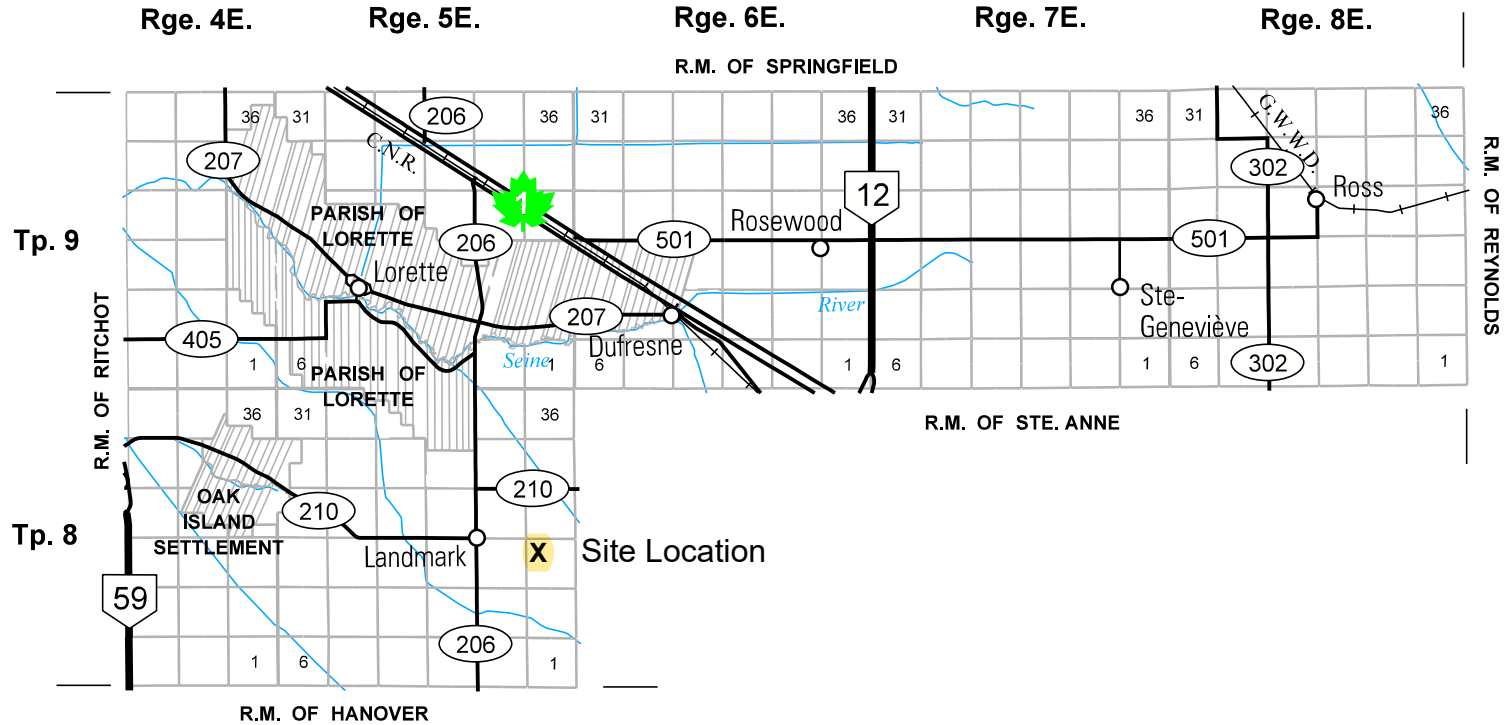 Rge. 4E. Rge. 5E. Rge. 6E. Rge. 7E. Rge. 8E.
R.M. OF SPRINGFIELD
36 31 206 36 31 36 31 36 31 G.W.W.D. 36
207 C.N.R. 302
1 12 Ross
PARISH OF
LORETTE
Tp. 9
206 501 Rosewood 501
Lorette
R.M. OF REYNOLDS
River
Ste-
Geneviève
405 207
Dufresne
Seine
1 6 1 6 1 6 1 6 302 1
PARISH OF
LORETTE
R.M. OF RITCHOT
36 31 36
R.M. OF STE. ANNE
210
OAK
ISLAND
SETTLEMENT
210
Tp. 8
Landmark X Site Location
59
206
1 6 1
R.M. OF HANOVER